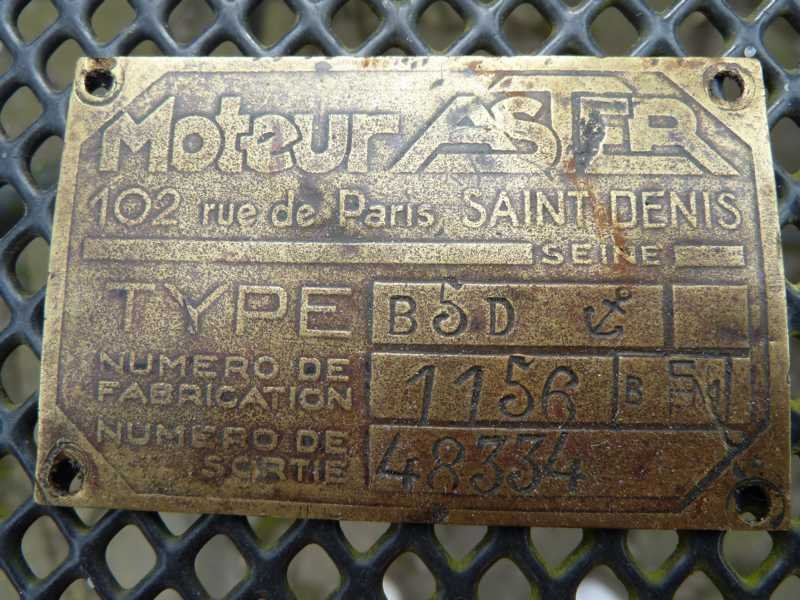 Moteur ASTER
102 rue de Paris, SAINT DENIS
SEINE
TYPE B5D
NUMERO DE FABRICATION 1156 B
NUMERO DE SORTIE 48334